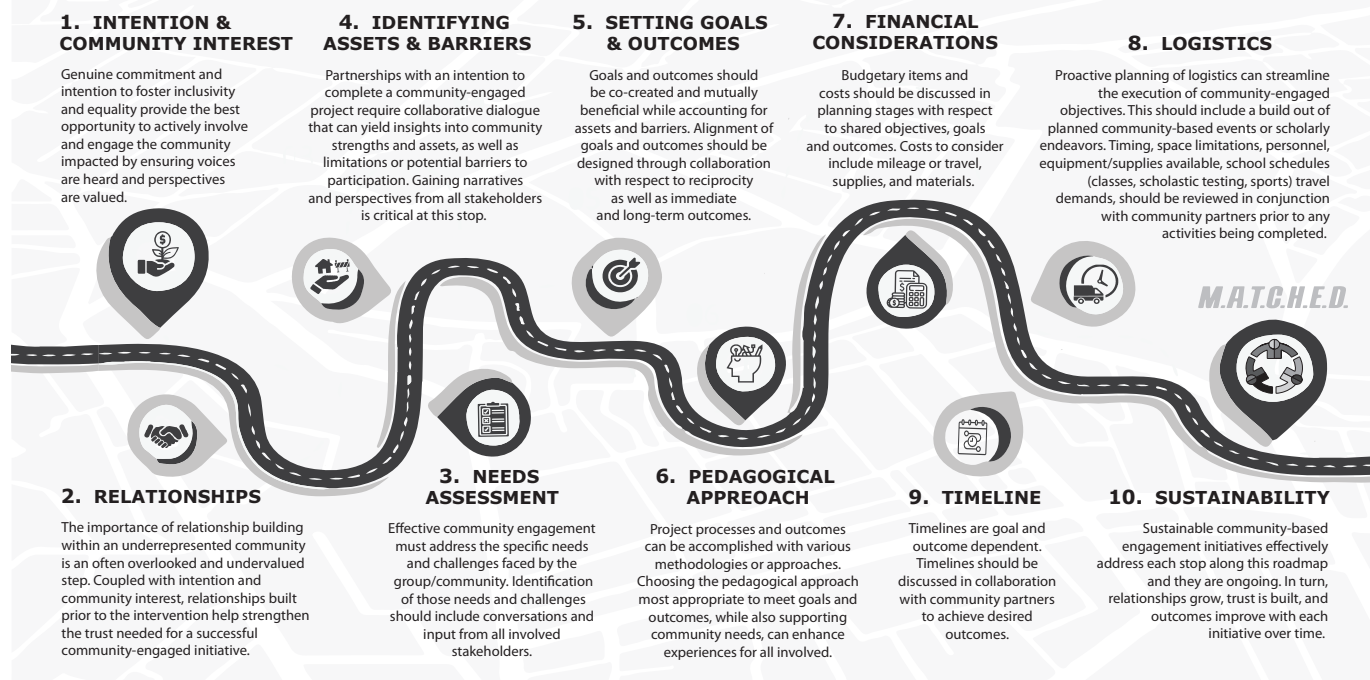 1. INTENTION &
COMMUNITY INTEREST
Genuine commitment and
intention to foster inclusivity
and equality provide the best
opportunity to actively involve
and engage the community
impacted by ensuring voices
are heard and perspectives
are valued.
2. RELATIONSHIPS
The importance of relationship building
within an underrepresented community
is an often overlooked and undervalued
step. Coupled with intention and
community interest, relationships built
prior to the intervention help strengthen
the trust needed for a successful
community-engaged initiative.
3. NEEDS
ASSESSMENT
Effective community engagement
must address the specific needs
and challenges faced by the
group/community. Identification
of those needs and challenges
should include conversations and
input from all involved
stakeholders.
4. IDENTIFYING
ASSETS & BARRIERS
Partnerships with an intention to
complete a community-engaged
project require collaborative dialogue
that can yield insights into community
strengths and assets, as well as
limitations or potential barriers to
participation. Gaining narratives
and perspectives from all stakeholders
is critical at this stop.
5. SETTING GOALS
& OUTCOMES
Goals and outcomes should
be co-created and mutually
beneficial while accounting for
assets and barriers. Alignment of
goals and outcomes should be
designed through collaboration
with respect to reciprocity
as well as immediate
and long-term outcomes.
6. PEDAGOGICAL
APPREOACH
Project processes and outcomes
can be accomplished with various
methodologies or approaches.
Choosing the pedagogical approach
most appropriate to meet goals and
outcomes, while also supporting
community needs, can enhance
experiences for all involved.
7. FINANCIAL
CONSIDERATIONS
Budgetary items and
costs should be discussed in
planning stages with respect
to shared objectives, goals
and outcomes. Costs to consider
include mileage or travel,
supplies, and materials.
8. LOGISTICS
Proactive planning of logistics can streamline
the execution of community-engaged
objectives. This should include a build out of
planned community-based events or scholarly
endeavors. Timing, space limitations, personnel,
equipment/supplies available, school schedules
(classes, scholastic testing, sports) travel
demands, should be reviewed in conjunction
with community partners prior to any
activities being completed.
M.A.T.C.H.E.D.
9. TIMELINE
Timelines are goal and
outcome dependent.
Timelines should be
discussed in collaboration
with community partners
to achieve desired
outcomes.
10. SUSTAINABILITY
Sustainable community-based
engagement initiatives effectively
address each stop along this roadmap
and they are ongoing. In turn,
relationships grow, trust is built, and
outcomes improve with each
initiative over time.